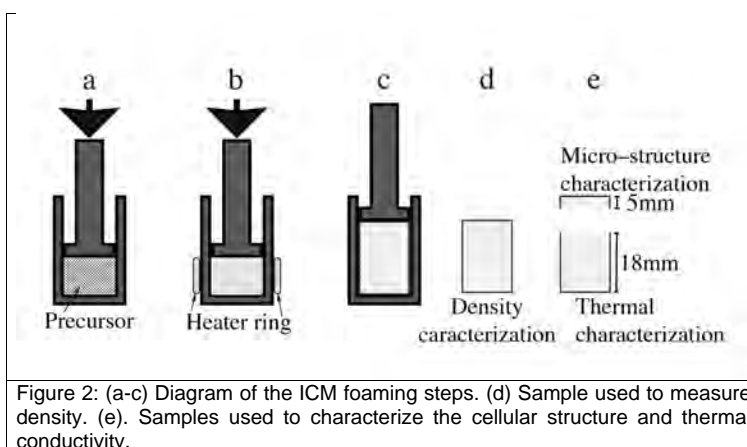 a b c d e
Micro-structure
characterization
5mm
18mm
Precursor
Heater ring
Density
caracterization
Thermal
characterization
Figure 2: (a-c) Diagram of the ICM foaming steps. (d) Sample used to measure
density. (e). Samples used to characterize the cellular structure and thermal
conductivity.